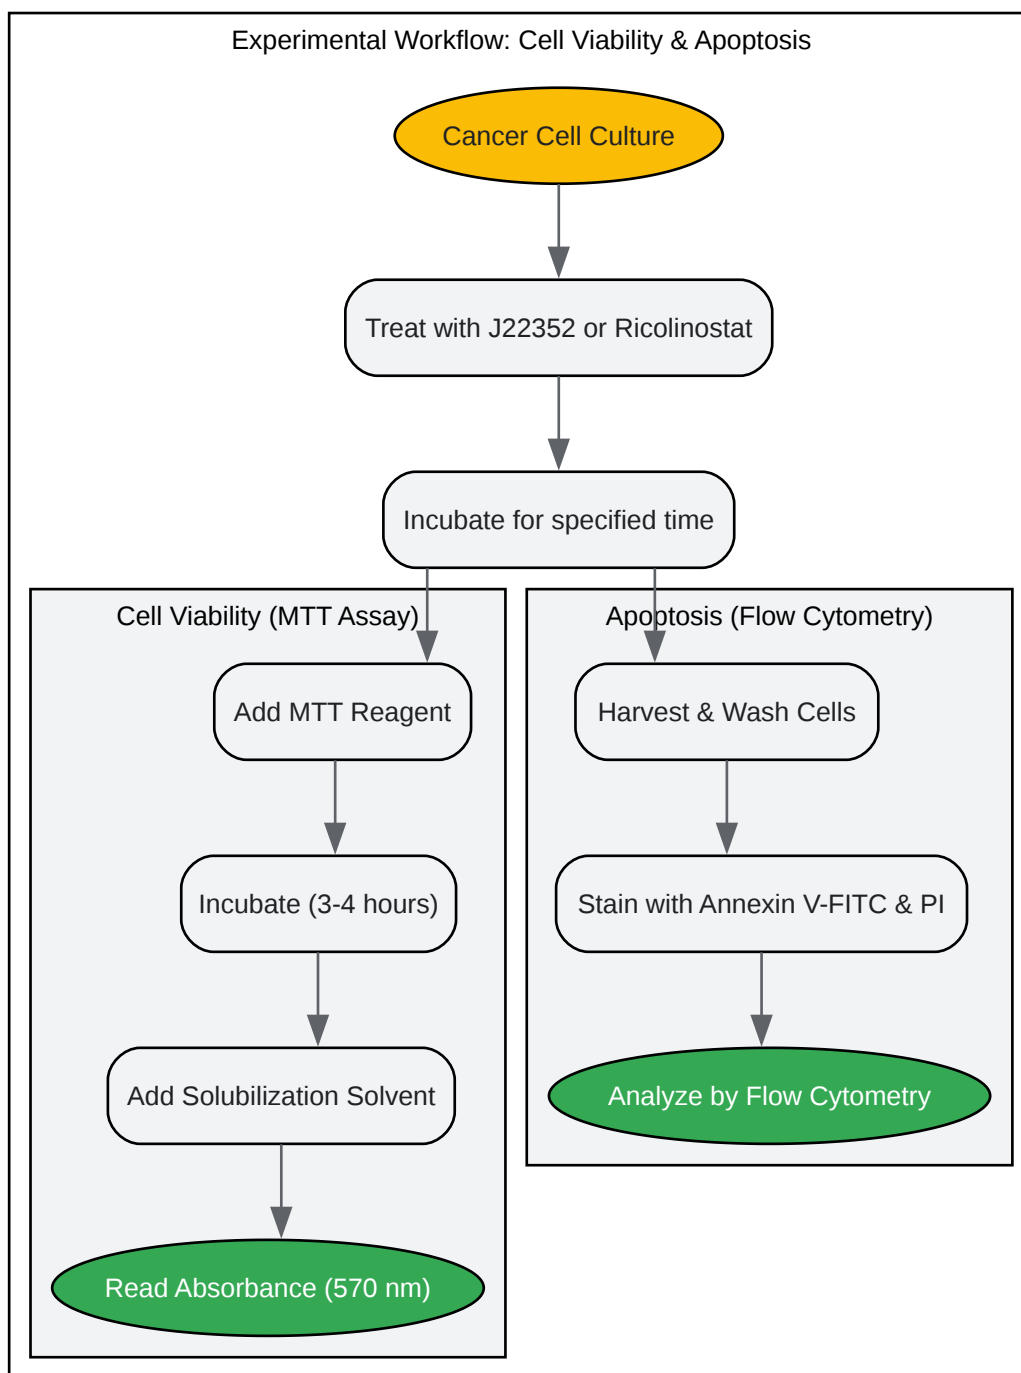 Experimental Workflow: Cell Viability & Apoptosis
Cancer Cell Culture
Treat with J22352 or Ricolinostat
Incubate for specified time
Cell Viability (MTT Assay)
Add MTT Reagent
Incubate (3-4 hours)
Add Solubilization Solvent
Read Absorbance (570 nm)
Apoptosis (Flow Cytometry)
Harvest & Wash Cells
Stain with Annexin V-FITC & PI
Analyze by Flow Cytometry